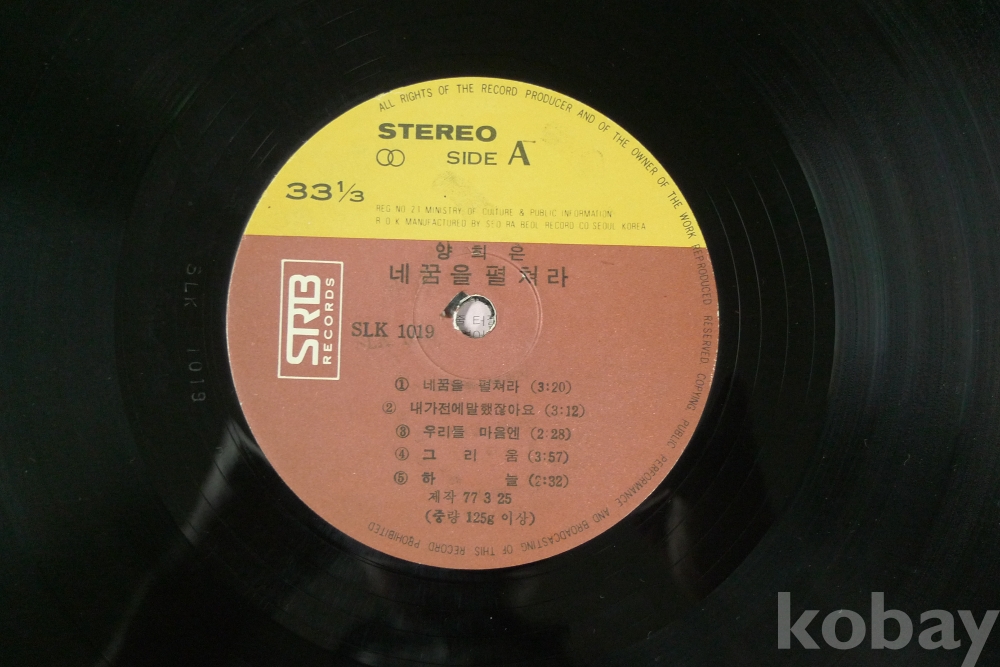 ALL RIGHTS OF THE RECORD PRODUCER AND OF THE OWNER OF THE WORK REPRODUCED RESERVED COPYING PUBLIC PERFORMANCE AND BROADCASTING OF THIS RECORD PROHIBITED
STEREO
SIDE A
33 1/3
REG NO 21 MINISTRY OF CULTURE & PUBLIC INFORMATION
R O K MANUFACTURED BY SEO RA BEOL RECORD CO SEOUL KOREA
양 희 은
네 꿈 을 펼 쳐 라
SRB
RECORDS
SLK 1019
① 네꿈을 펼쳐라 (3:20)
② 내가전에말했잖아요 (3:12)
③ 우리들 마음엔 (2:28)
④ 그 리 움 (3:57)
⑤ 하 늘 (2:32)
제작 77 3 25
(중량 125g 이상)
SLK 1019
kobay